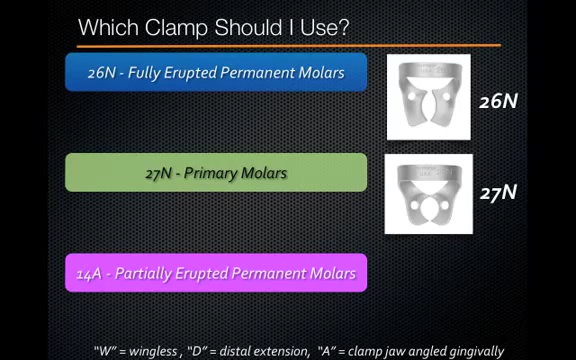 Which Clamp Should I Use?
26N - Fully Erupted Permanent Molars
26N
27N - Primary Molars
27N
14A - Partially Erupted Permanent Molars
"W" = wingless , "D" = distal extension, "A" = clamp jaw angled gingivally